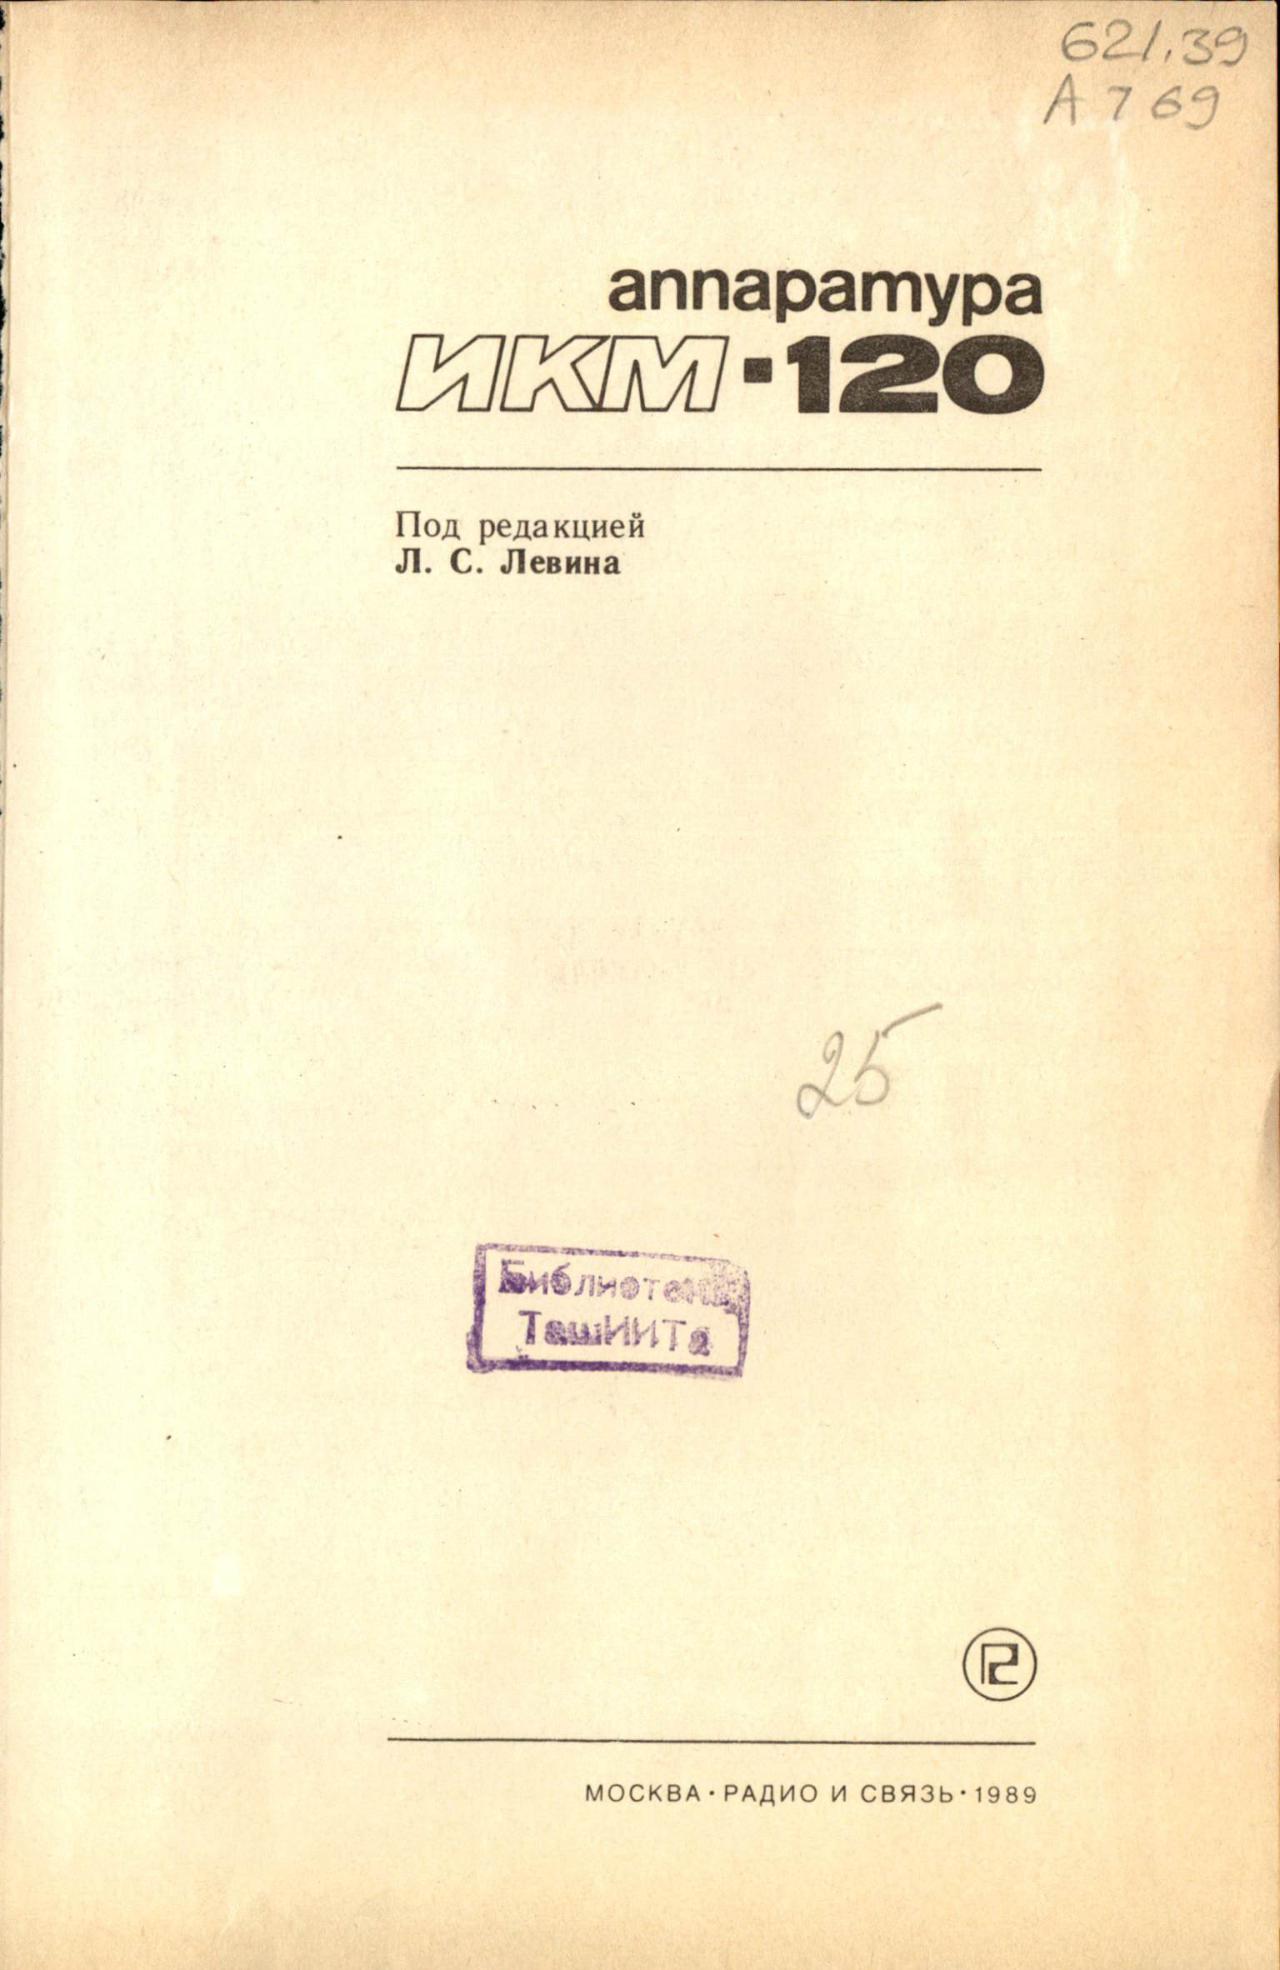 621.39
А 769
аппаратура
ИКМ·120
Под редакцией
Л. С. Левина
25
Библиотека
ТашИИТа
МОСКВА·РАДИО И СВЯЗЬ·1989